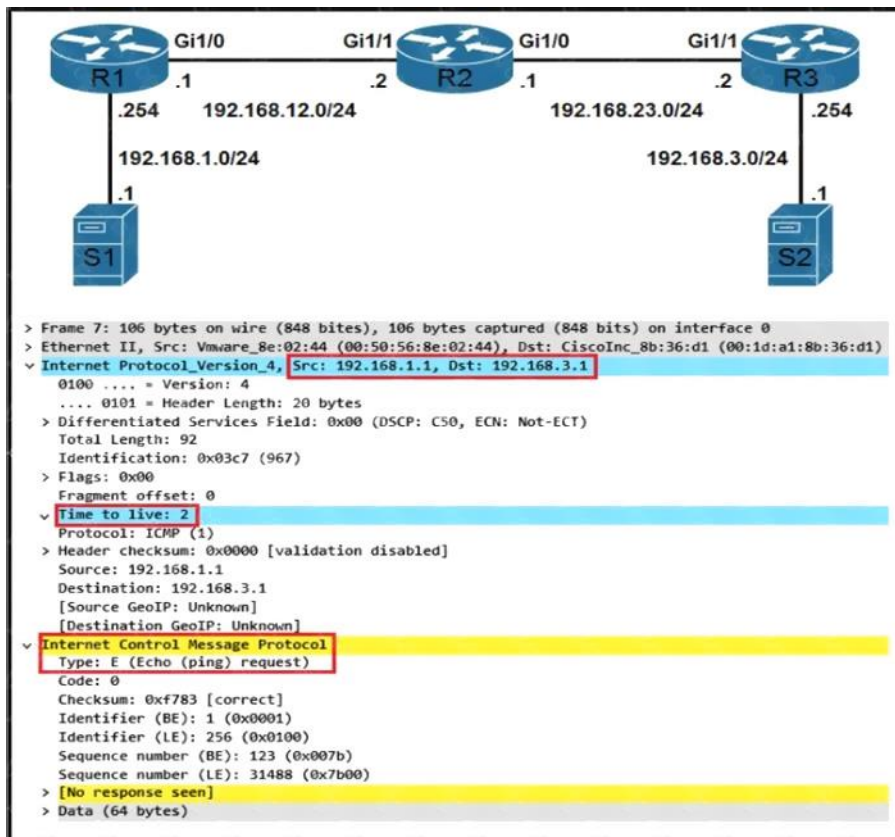 Gi1/0 Gi1/1 Gi1/0 Gi1/1
R1 R2 R3
.1 .2 .1 .2
.254 192.168.12.0/24 192.168.23.0/24 .254
192.168.1.0/24 192.168.3.0/24
.1 .1
S1 S2
> Frame 7: 106 bytes on wire (848 bites), 106 bytes captured (848 bits) on interface 0
> Ethernet II, Src: Vmware_8e:02:44 (00:50:56:8e:02:44), Dst: CiscoInc_8b:36:d1 (00:1d:a1:8b:36:d1)
Internet Protocol_Version_4, Src: 192.168.1.1, Dst: 192.168.3.1
0100 .... = Version: 4
.... 0101 = Header Length: 20 bytes
> Differentiated Services Field: 0x00 (DSCP: C50, ECN: Not-ECT)
Total Length: 92
Identification: 0x03c7 (967)
> Flags: 0x00
Fragment offset: 0
Time to live: 2
Protocol: ICMP (1)
> Header checksum: 0x0000 [validation disabled]
Source: 192.168.1.1
Destination: 192.168.3.1
[Source GeoIP: Unknown]
[Destination GeoIP: Unknown]
Internet Control Message Protocol
Type: E (Echo (ping) request)
Code: 0
Checksum: 0xf783 [correct]
Identifier (BE): 1 (0x0001)
Identifier (LE): 256 (0x0100)
Sequence number (BE): 123 (0x007b)
Sequence number (LE): 31488 (0x7b00)
> [No response seen]
> Data (64 bytes)